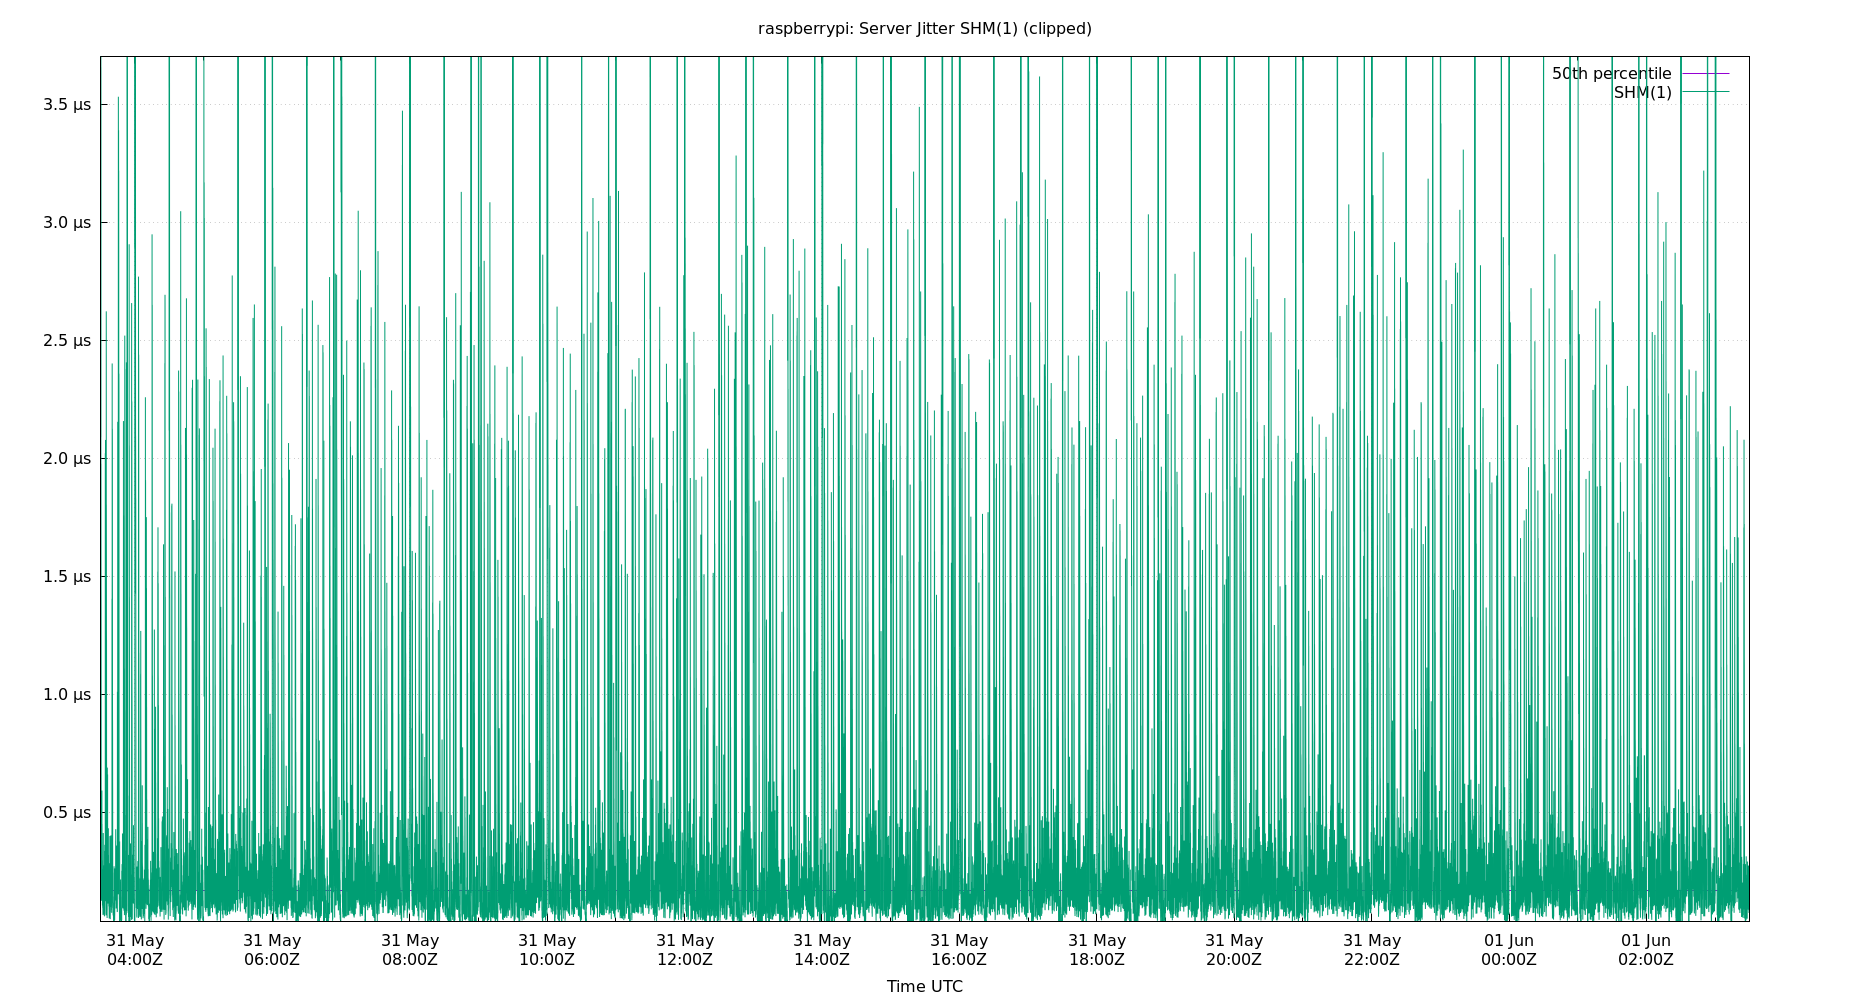 raspberrypi: Server Jitter SHM(1) (clipped)
50th percentile
SHM(1)
3.5 µs
3.0 µs
2.5 µs
2.0 µs
1.5 µs
1.0 µs
0.5 µs
31 May 31 May 31 May 31 May 31 May 31 May 31 May 31 May 31 May 31 May 01 Jun 01 Jun
04:00Z 06:00Z 08:00Z 10:00Z 12:00Z 14:00Z 16:00Z 18:00Z 20:00Z 22:00Z 00:00Z 02:00Z
Time UTC